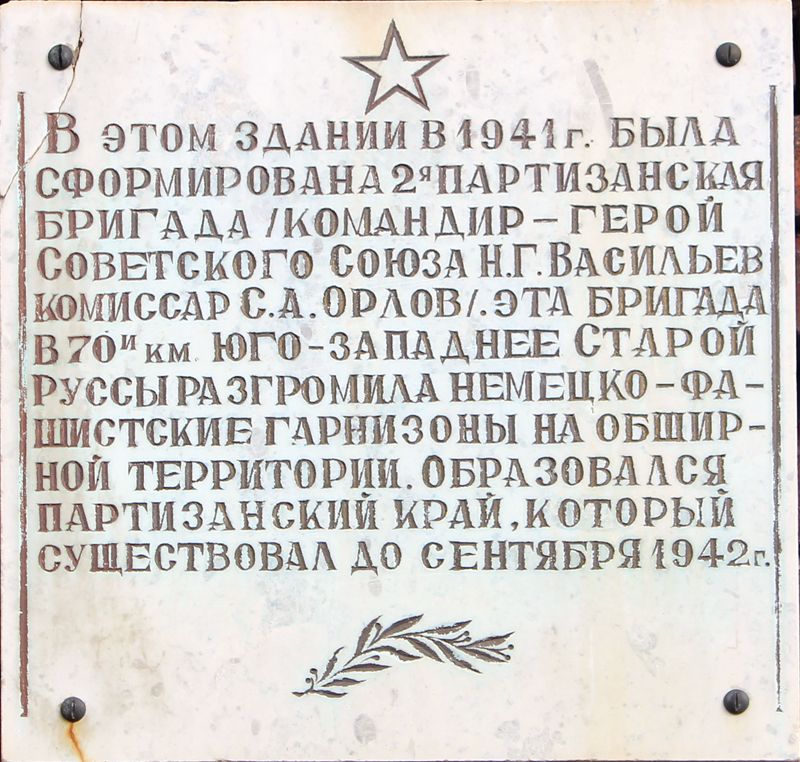 В ЭТОМ ЗДАНИИ В 1941 г. БЫЛА
СФОРМИРОВАНА 2Я ПАРТИЗАНСКАЯ
БРИГАДА /КОМАНДИР – ГЕРОЙ
СОВЕТСКОГО СОЮЗА Н.Г. ВАСИЛЬЕВ
КОМИССАР С.А. ОРЛОВ/. ЭТА БРИГАДА
В 70И КМ. ЮГО-ЗАПАДНЕЕ СТАРОЙ
РУССЫ РАЗГРОМИЛА НЕМЕЦКО-ФА-
ШИСТСКИЕ ГАРНИЗОНЫ НА ОБШИР-
НОЙ ТЕРРИТОРИИ. ОБРАЗОВАЛСЯ
ПАРТИЗАНСКИЙ КРАЙ, КОТОРЫЙ
СУЩЕСТВОВАЛ ДО СЕНТЯБРЯ 1942 г.